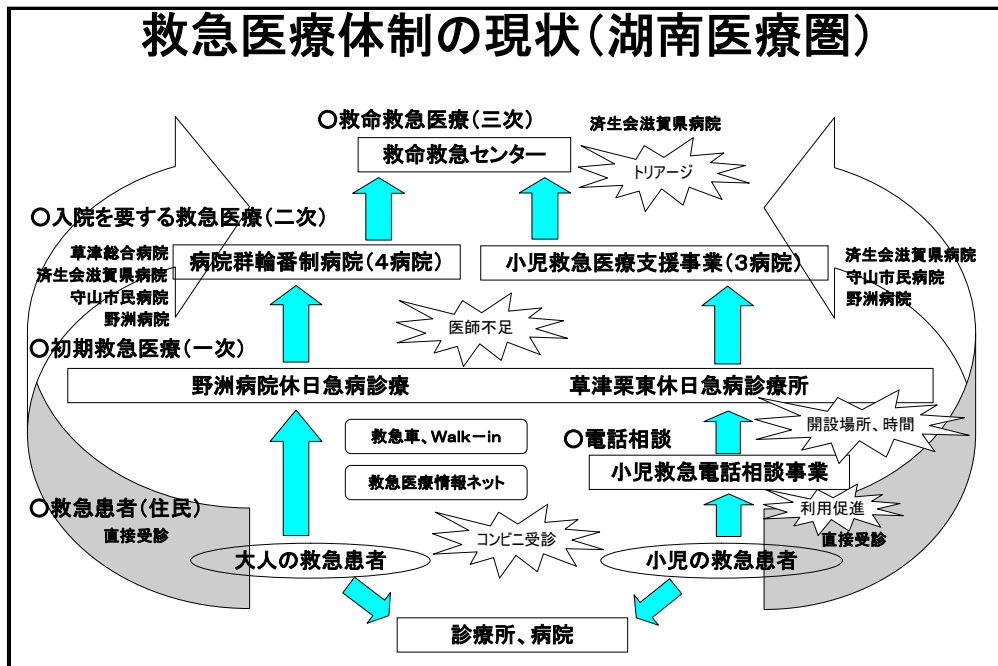 救急医療体制の現状(湖南医療圏)
○救命救急医療(三次)
済生会滋賀県病院
救命救急センター
トリアージ
○入院を要する救急医療(二次)
草津総合病院
済生会滋賀県病院
守山市民病院
野洲病院
病院群輪番制病院(4病院)
小児救急医療支援事業(3病院)
済生会滋賀県病院
守山市民病院
野洲病院
医師不足
○初期救急医療(一次)
野洲病院休日急病診療
草津栗東休日急病診療所
開設場所、時間
救急車、Walk-in
○電話相談
救急医療情報ネット
小児救急電話相談事業
利用促進
○救急患者(住民)
直接受診
コンビニ受診
直接受診
大人の救急患者
小児の救急患者
診療所、病院